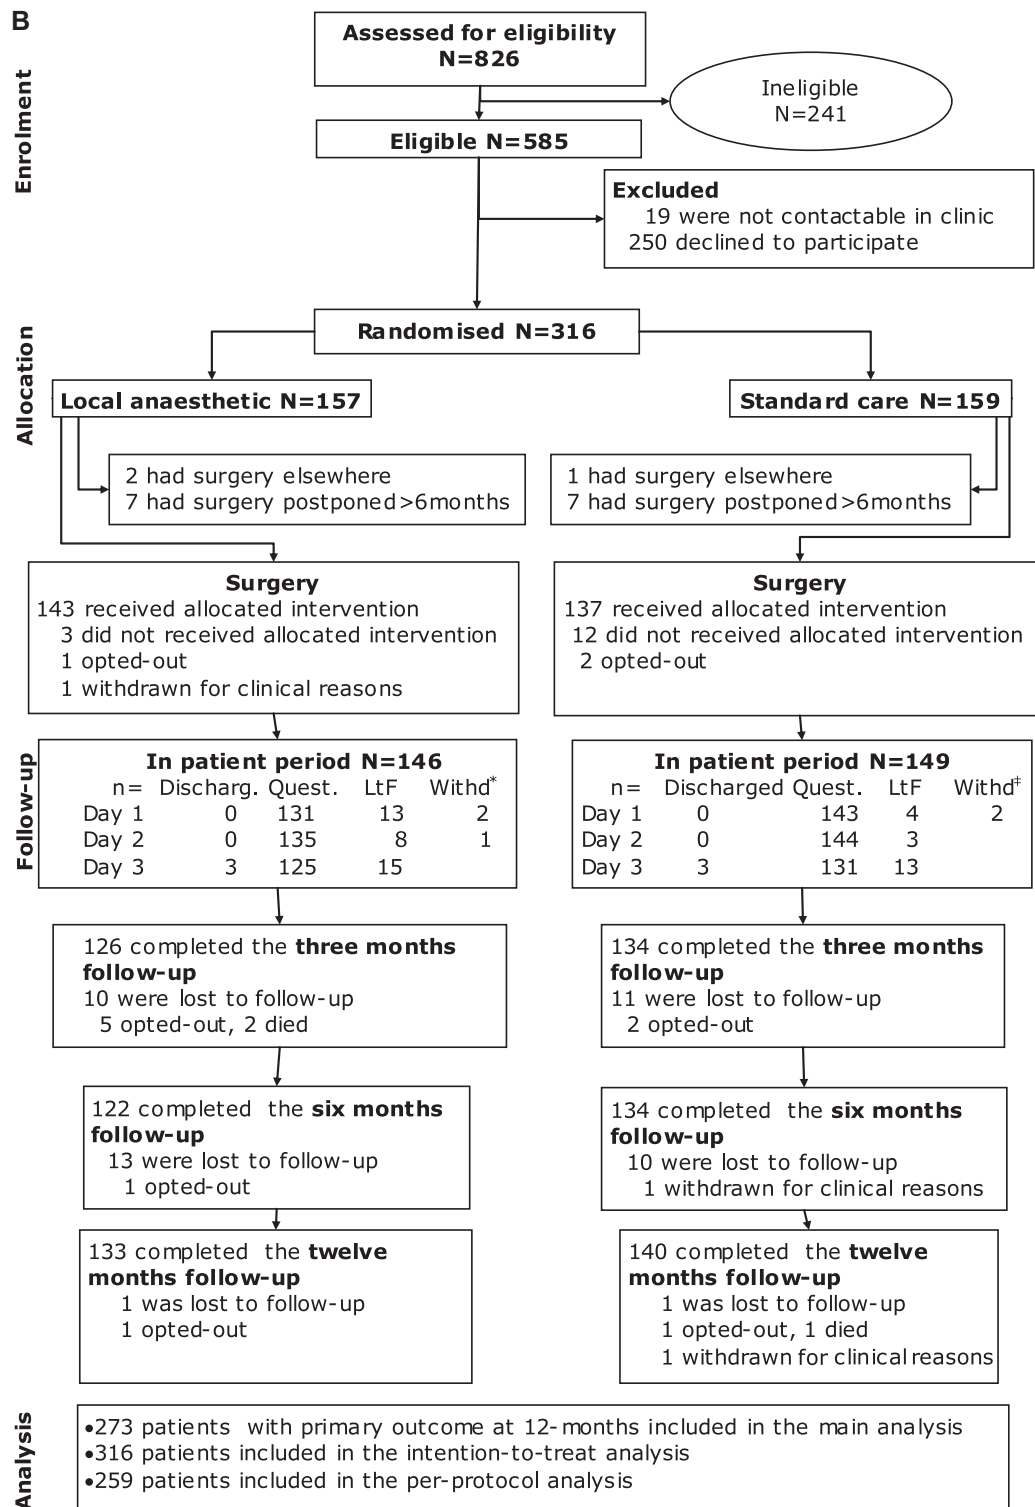 B
Enrolment
Assessed for eligibility
N=826
Ineligible
N=241
Eligible N=585
Excluded
19 were not contactable in clinic
250 declined to participate
Allocation
Randomised N=316
Local anaesthetic N=157
Standard care N=159
2 had surgery elsewhere
7 had surgery postponed>6months
1 had surgery elsewhere
7 had surgery postponed>6months
Surgery
143 received allocated intervention
3 did not received allocated intervention
1 opted-out
1 withdrawn for clinical reasons
Surgery
137 received allocated intervention
12 did not received allocated intervention
2 opted-out
Follow-up
In patient period N=146
n= Discharg. Quest. LtF Withd*
Day 1 0 131 13 2
Day 2 0 135 8 1
Day 3 3 125 15
In patient period N=149
n= Discharged Quest. LtF Withd‡
Day 1 0 143 4 2
Day 2 0 144 3
Day 3 3 131 13
126 completed the three months
follow-up
10 were lost to follow-up
5 opted-out, 2 died
134 completed the three months
follow-up
11 were lost to follow-up
2 opted-out
122 completed the six months
follow-up
13 were lost to follow-up
1 opted-out
134 completed the six months
follow-up
10 were lost to follow-up
1 withdrawn for clinical reasons
133 completed the twelve
months follow-up
1 was lost to follow-up
1 opted-out
140 completed the twelve
months follow-up
1 was lost to follow-up
1 opted-out, 1 died
1 withdrawn for clinical reasons
Analysis
•273 patients with primary outcome at 12-months included in the main analysis
•316 patients included in the intention-to-treat analysis
•259 patients included in the per-protocol analysis